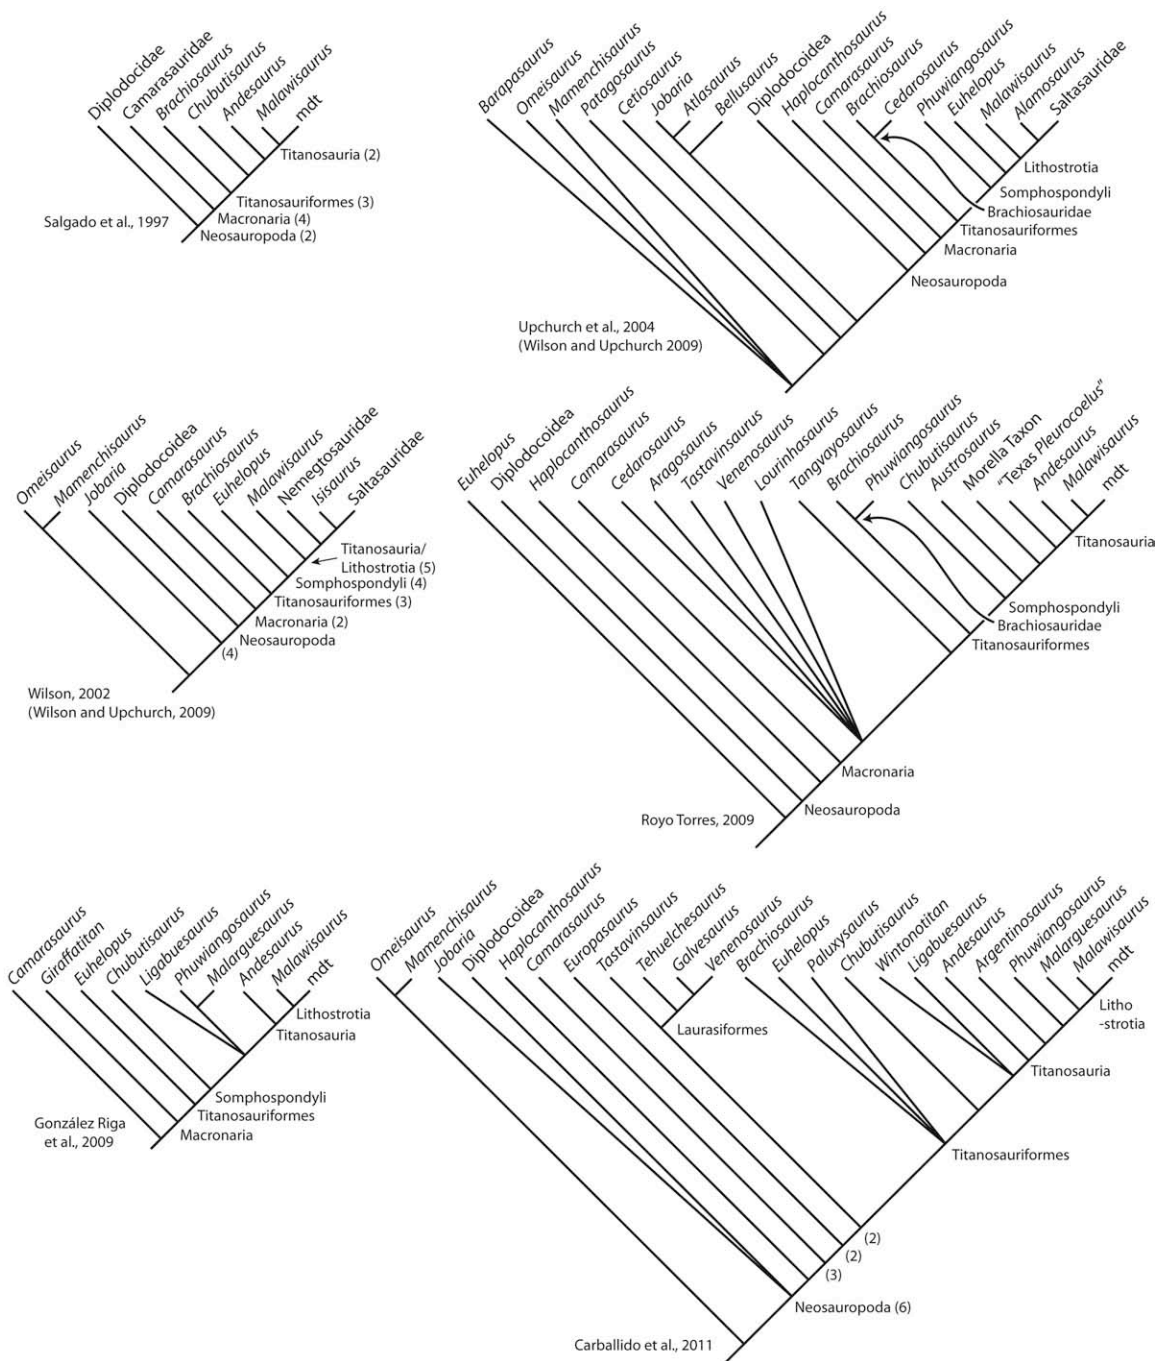 Diplodocidae
Camarasauridae
Brachiosaurus
Chubutisaurus
Andesaurus
Malawisaurus
mdt
Titanosauria (2)
Titanosauriformes (3)
Macronaria (4)
Neosauropoda (2)
Salgado et al., 1997
Barapasaurus
Omeisaurus
Mamenchisaurus
Patagosaurus
Cetiosaurus
Jobaria
Atlasaurus
Bellusaurus
Diplodocoidea
Haplocanthosaurus
Camarasaurus
Brachiosaurus
Cedarosaurus
Phuwiangosaurus
Euhelopus
Malawisaurus
Alamosaurus
Saltasauridae
Lithostrotia
Somphospondyli
Brachiosauridae
Titanosauriformes
Macronaria
Neosauropoda
Upchurch et al., 2004
(Wilson and Upchurch 2009)
Omeisaurus
Mamenchisaurus
Jobaria
Diplodocoidea
Camarasaurus
Brachiosaurus
Euhelopus
Malawisaurus
Nemegtosauridae
Isisaurus
Saltasauridae
Titanosauria/
Lithostrotia (5)
Somphospondyli (4)
Titanosauriformes (3)
Macronaria (2)
Neosauropoda
(4)
Wilson, 2002
(Wilson and Upchurch, 2009)
Euhelopus
Diplodocoidea
Haplocanthosaurus
Camarasaurus
Cedarosaurus
Aragosaurus
Tastavinsaurus
Venenosaurus
Lourinhasaurus
Tangvayosaurus
Brachiosaurus
Phuwiangosaurus
Chubutisaurus
Austrosaurus
Morella Taxon
"Texas Pleurocoelus"
Andesaurus
Malawisaurus
mdt
Titanosauria
Somphospondyli
Brachiosauridae
Titanosauriformes
Macronaria
Neosauropoda
Royo Torres, 2009
Camarasaurus
Giraffatitan
Euhelopus
Chubutisaurus
Ligabuesaurus
Phuwiangosaurus
Malarguesaurus
Andesaurus
Malawisaurus
mdt
Lithostrotia
Titanosauria
Somphospondyli
Titanosauriformes
Macronaria
González Riga
et al., 2009
Omeisaurus
Mamenchisaurus
Jobaria
Diplodocoidea
Haplocanthosaurus
Camarasaurus
Europasaurus
Tastavinsaurus
Tehuelchesaurus
Galvesaurus
Venenosaurus
Brachiosaurus
Euhelopus
Paluxysaurus
Chubutisaurus
Wintonotitan
Ligabuesaurus
Andesaurus
Argentinosaurus
Phuwiangosaurus
Malarguesaurus
Malawisaurus
mdt
Litho
-strotia
Laurasiformes
Titanosauria
Titanosauriformes
(2)
(2)
(3)
Neosauropoda (6)
Carballido et al., 2011